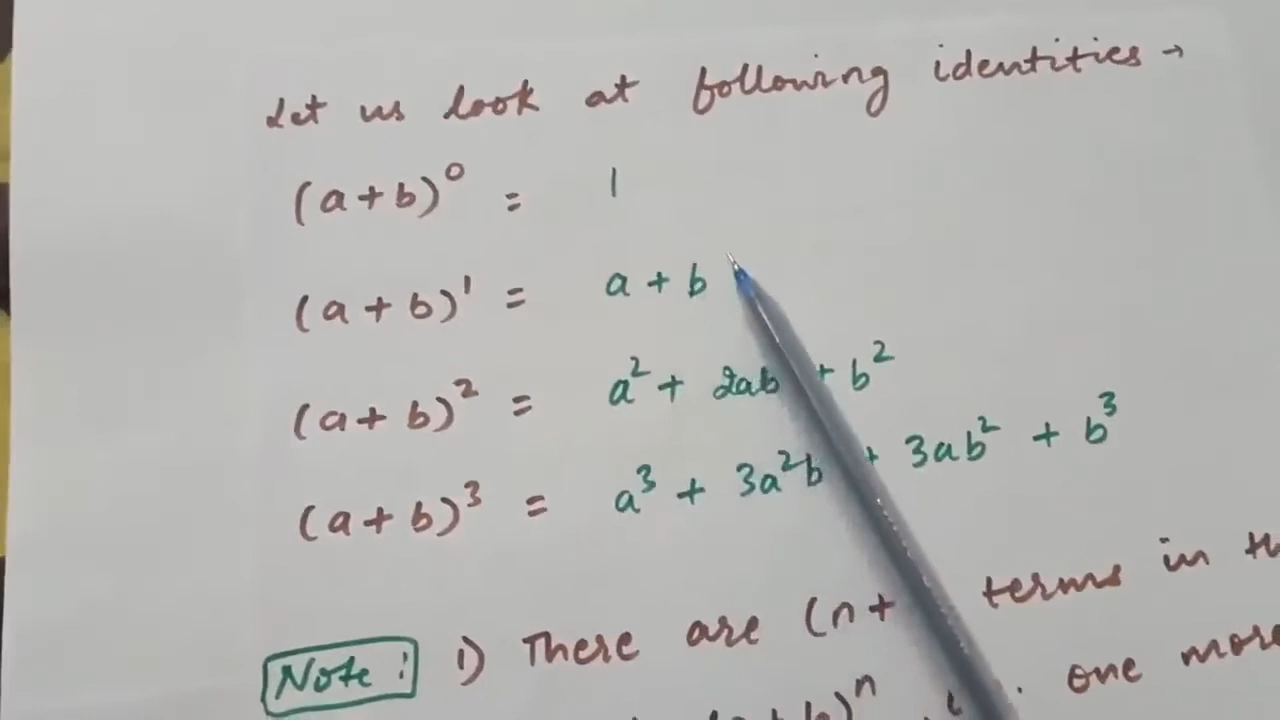 Let us look at following identities →
(a+b)⁰ = 1
(a+b)¹ = a + b
(a+b)² = a² + 2ab + b²
(a+b)³ = a³ + 3a²b + 3ab² + b³
Note: 1) There are (n+ terms in
)ⁿ one more